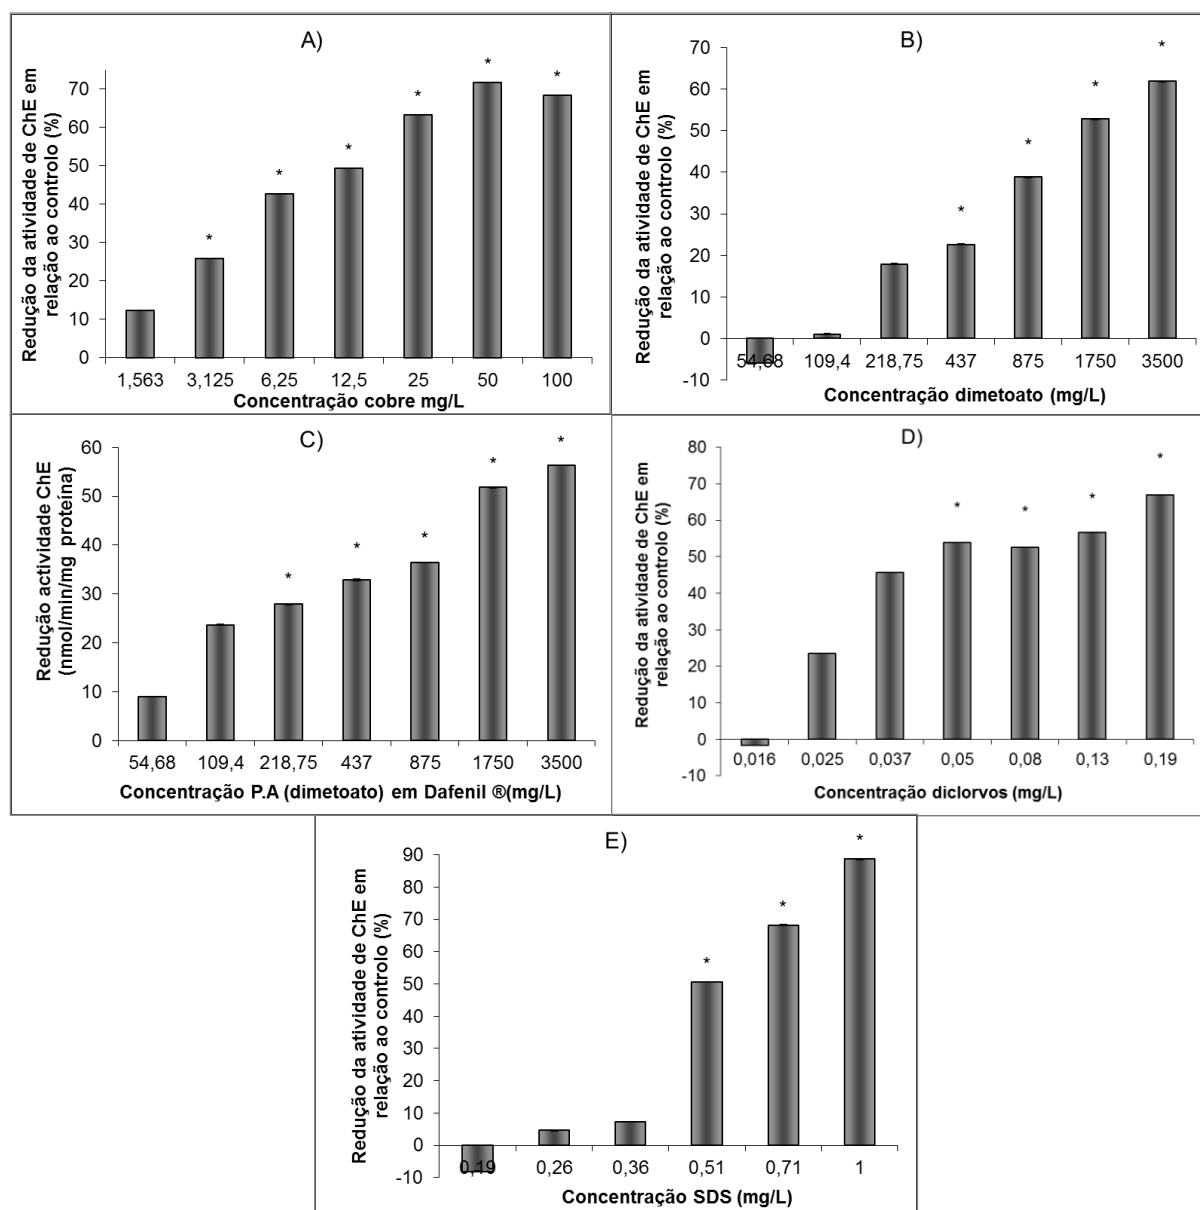 A)
Redução da atividade de ChE em
relação ao controlo (%)
70
60
50
40
30
20
10
0
* * * * * *
1,563 3,125 6,25 12,5 25 50 100
Concentração cobre mg/L
B)
Redução da atividade de ChE em
relação ao controlo (%)
70
60
50
40
30
20
10
0
-10
* * * *
54,68 109,4 218,75 437 875 1750 3500
Concentração dimetoato (mg/L)
C)
Redução actividade ChE
(nmol/min/mg proteína)
60
50
40
30
20
10
0
* * * * *
54,68 109,4 218,75 437 875 1750 3500
Concentração P.A (dimetoato) em Dafenil ®(mg/L)
D)
Redução da atividade de ChE em
relação ao controlo (%)
80
70
60
50
40
30
20
10
0
-10
* * * *
0,016 0,025 0,037 0,05 0,08 0,13 0,19
Concentração diclorvos (mg/L)
E)
Redução da atividade de ChE em
relação ao controlo (%)
90
80
70
60
50
40
30
20
10
0
-10
* * *
0,19 0,26 0,36 0,51 0,71 1
Concentração SDS (mg/L)